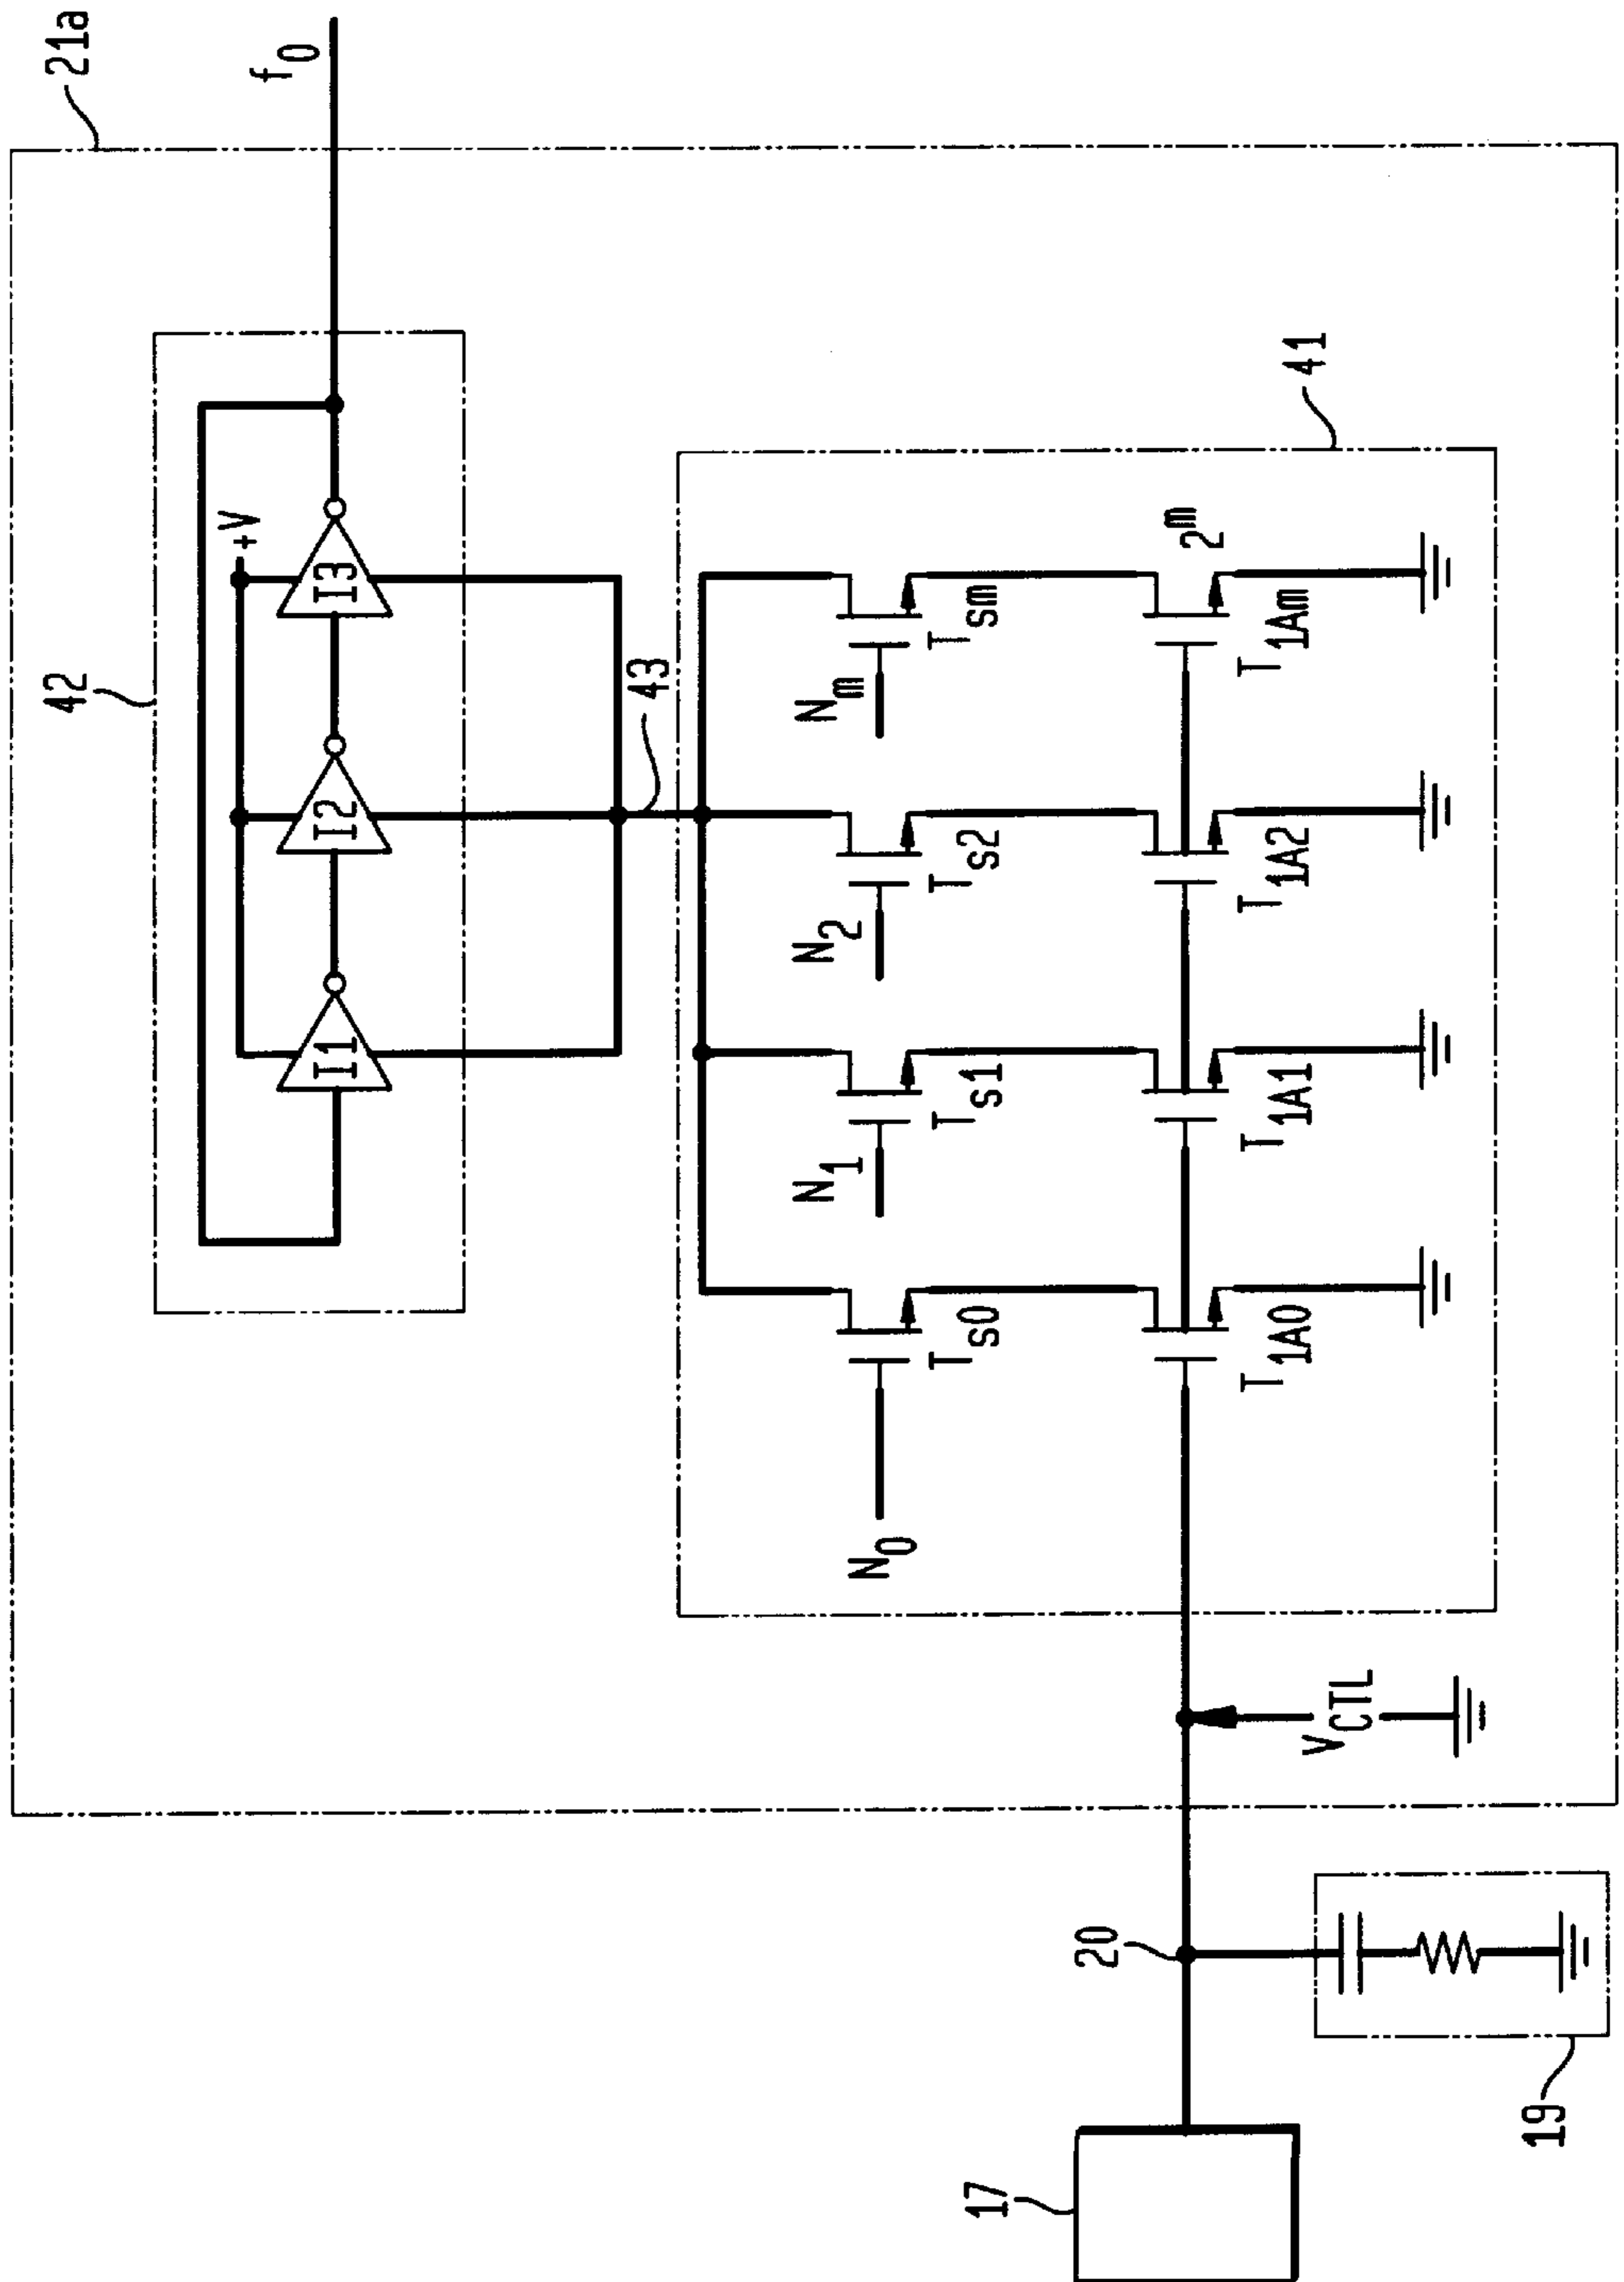 21a
f0
42
+V
I1
I2
I3
43
41
N0
N1
N2
Nm
Ts0
Ts1
Ts2
Tsm
2m
T1A0
T1A1
T1A2
T1Am
VCTL
20
17
19